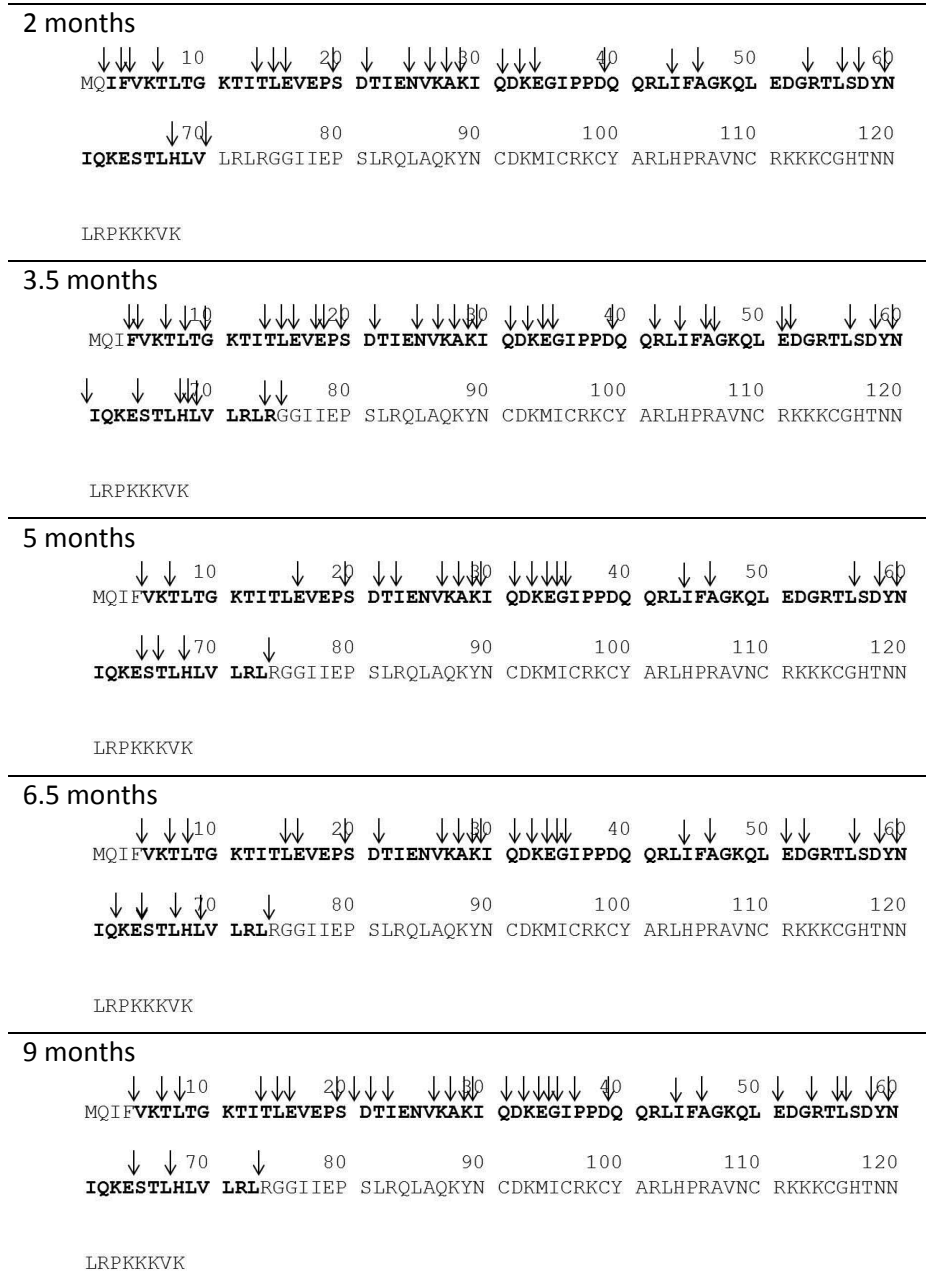 2 months
10 20 30 40 50 60
MQIFVKTLTG KTITLEVEPS DTIENVKAKI QDKEGIPPDQ QRLIFAGKQL EDGRTLSDYN
70 80 90 100 110 120
IQKESTLHLV LRLRGGIIEP SLRQLAQKYN CDKMICRKCY ARLHPRAVNC RKKKCGHTNN
LRPKKKVK
3.5 months
10 20 30 40 50 60
MQIFVKTLTG KTITLEVEPS DTIENVKAKI QDKEGIPPDQ QRLIFAGKQL EDGRTLSDYN
70 80 90 100 110 120
IQKESTLHLV LRLRGGIIEP SLRQLAQKYN CDKMICRKCY ARLHPRAVNC RKKKCGHTNN
LRPKKKVK
5 months
10 20 30 40 50 60
MQIFVKTLTG KTITLEVEPS DTIENVKAKI QDKEGIPPDQ QRLIFAGKQL EDGRTLSDYN
70 80 90 100 110 120
IQKESTLHLV LRLRGGIIEP SLRQLAQKYN CDKMICRKCY ARLHPRAVNC RKKKCGHTNN
LRPKKKVK
6.5 months
10 20 30 40 50 60
MQIFVKTLTG KTITLEVEPS DTIENVKAKI QDKEGIPPDQ QRLIFAGKQL EDGRTLSDYN
70 80 90 100 110 120
IQKESTLHLV LRLRGGIIEP SLRQLAQKYN CDKMICRKCY ARLHPRAVNC RKKKCGHTNN
LRPKKKVK
9 months
10 20 30 40 50 60
MQIFVKTLTG KTITLEVEPS DTIENVKAKI QDKEGIPPDQ QRLIFAGKQL EDGRTLSDYN
70 80 90 100 110 120
IQKESTLHLV LRLRGGIIEP SLRQLAQKYN CDKMICRKCY ARLHPRAVNC RKKKCGHTNN
LRPKKKVK